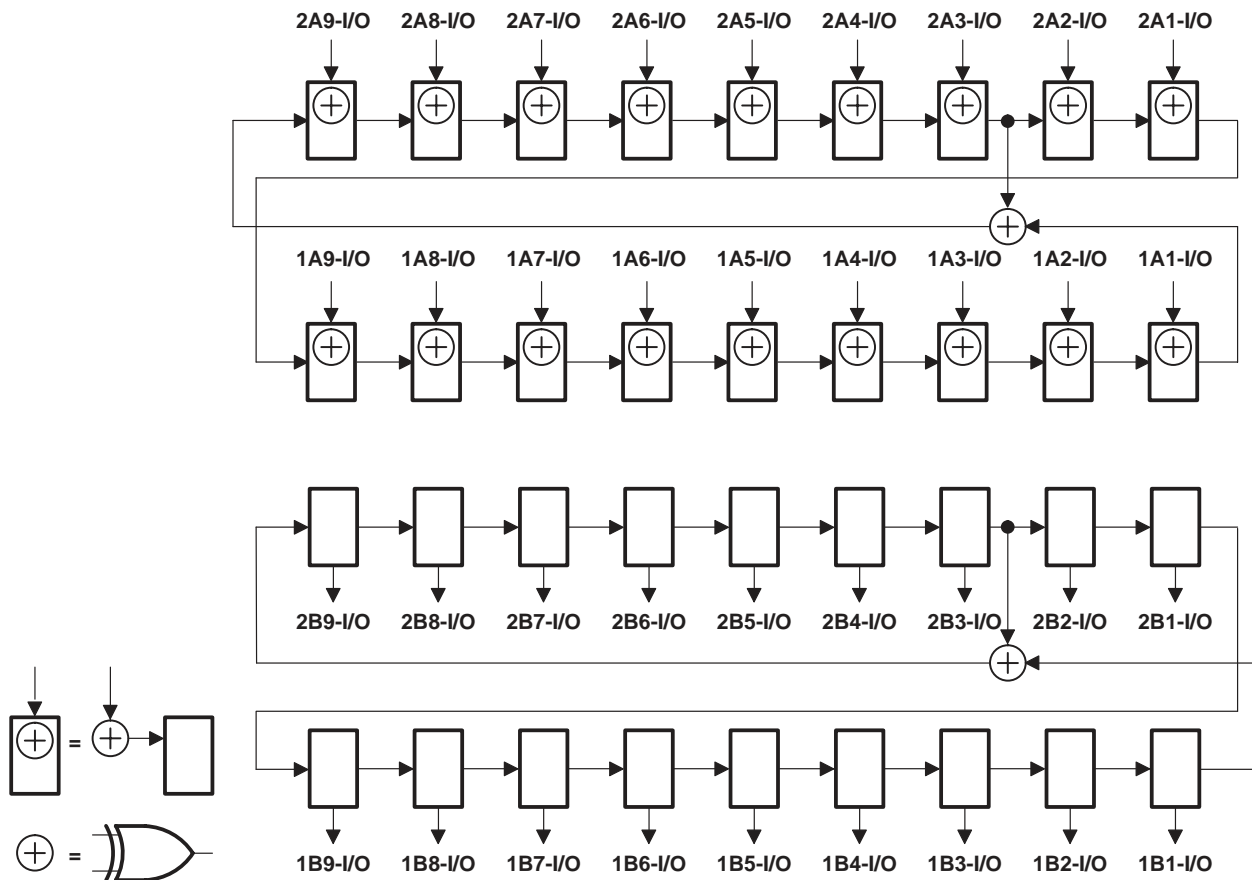 2A9-I/O 2A8-I/O 2A7-I/O 2A6-I/O 2A5-I/O 2A4-I/O 2A3-I/O 2A2-I/O 2A1-I/O
1A9-I/O 1A8-I/O 1A7-I/O 1A6-I/O 1A5-I/O 1A4-I/O 1A3-I/O 1A2-I/O 1A1-I/O
2B9-I/O 2B8-I/O 2B7-I/O 2B6-I/O 2B5-I/O 2B4-I/O 2B3-I/O 2B2-I/O 2B1-I/O
=
=
1B9-I/O 1B8-I/O 1B7-I/O 1B6-I/O 1B5-I/O 1B4-I/O 1B3-I/O 1B2-I/O 1B1-I/O